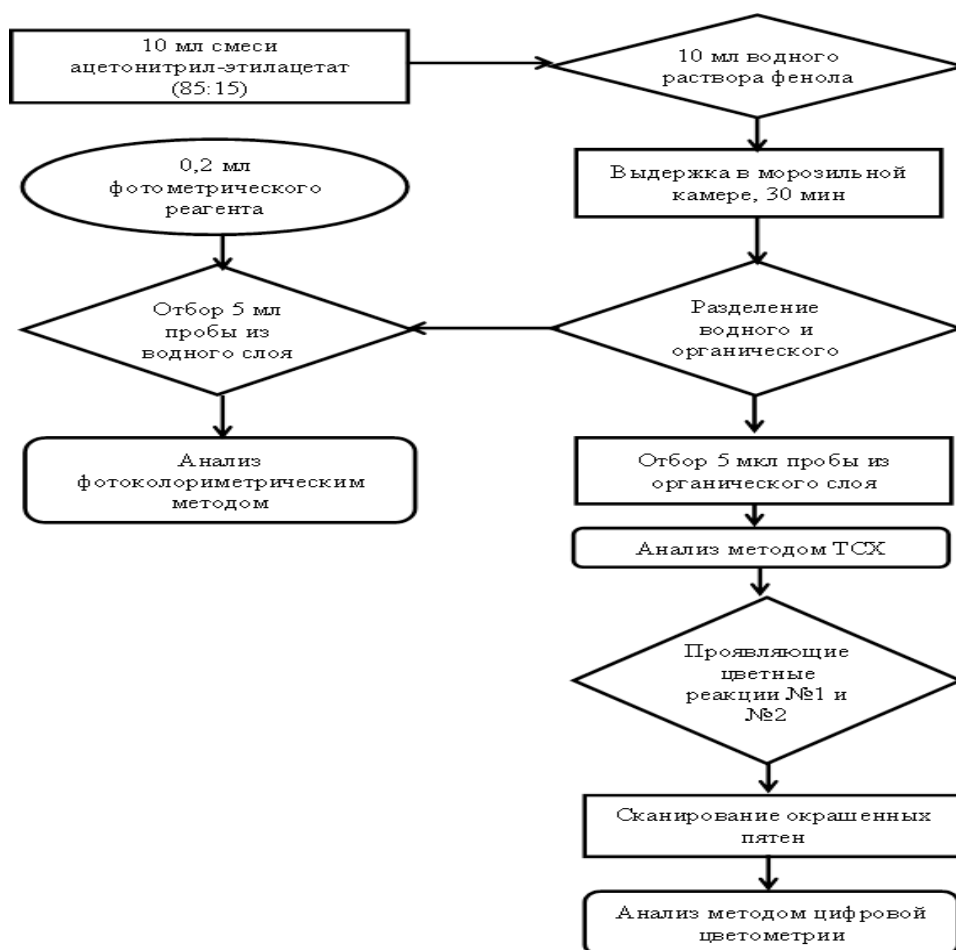 10 мл смеси
ацетонитрил-этилацетат
(85:15)
10 мл водного
раствора фенола
0,2 мл
фотометрического
реагента
Выдержка в морозильной
камере, 30 мин
Отбор 5 мл
пробы из
водного слоя
Разделение
водного и
органического
Анализ
фотоколориметрическим
методом
Отбор 5 мкл пробы из
органического слоя
Анализ методом ТСХ
Проявляющие
цветные
реакции №1 и
№2
Сканирование окрашенных
пятен
Анализ методом цифровой
цветометрии